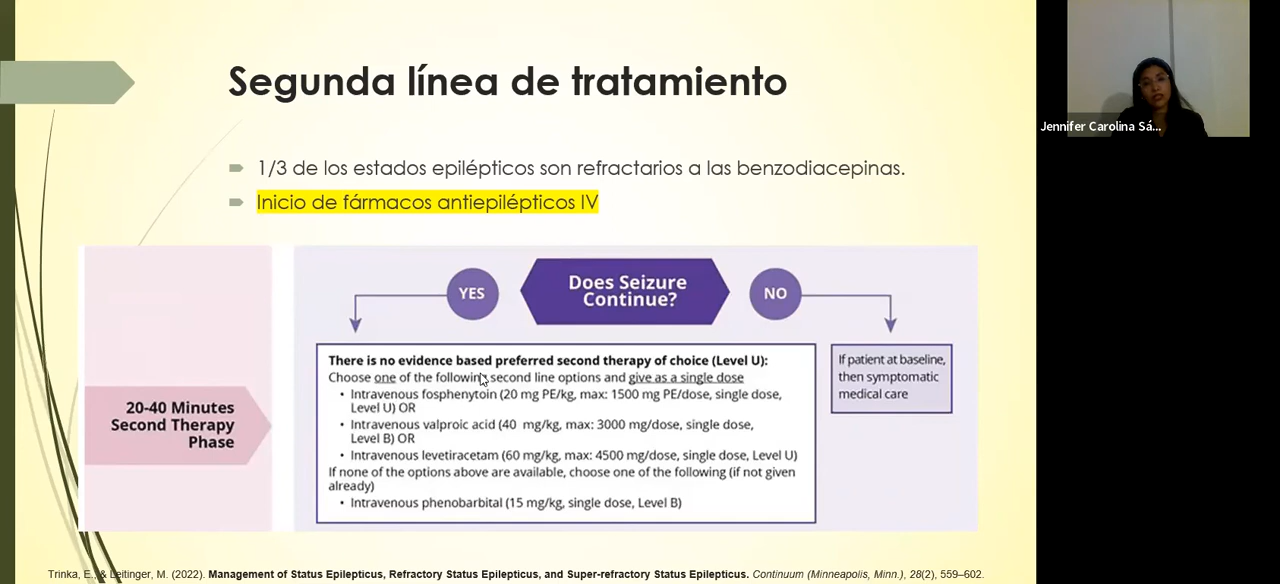 Segunda línea de tratamiento
Jennifer Carolina Sá...
1/3 de los estados epilépticos son refractarios a las benzodiacepinas.
Inicio de fármacos antiepilépticos IV
Does Seizure
Continue?
YES
NO
There is no evidence based preferred second therapy of choice (Level U):
Choose one of the following second line options and give as a single dose
• Intravenous fosphenytoin (20 mg PE/kg, max: 1500 mg PE/dose, single dose,
Level U) OR
• Intravenous valproic acid (40 mg/kg, max: 3000 mg/dose, single dose,
Level B) OR
• Intravenous levetiracetam (60 mg/kg, max: 4500 mg/dose, single dose, Level U)
If none of the options above are available, choose one of the following (if not given
already)
• Intravenous phenobarbital (15 mg/kg, single dose, Level B)
If patient at baseline,
then symptomatic
medical care
20-40 Minutes
Second Therapy
Phase
Trinka, E., & Leitinger, M. (2022). Management of Status Epilepticus, Refractory Status Epilepticus, and Super-refractory Status Epilepticus. Continuum (Minneapolis, Minn.), 28(2), 559–602.